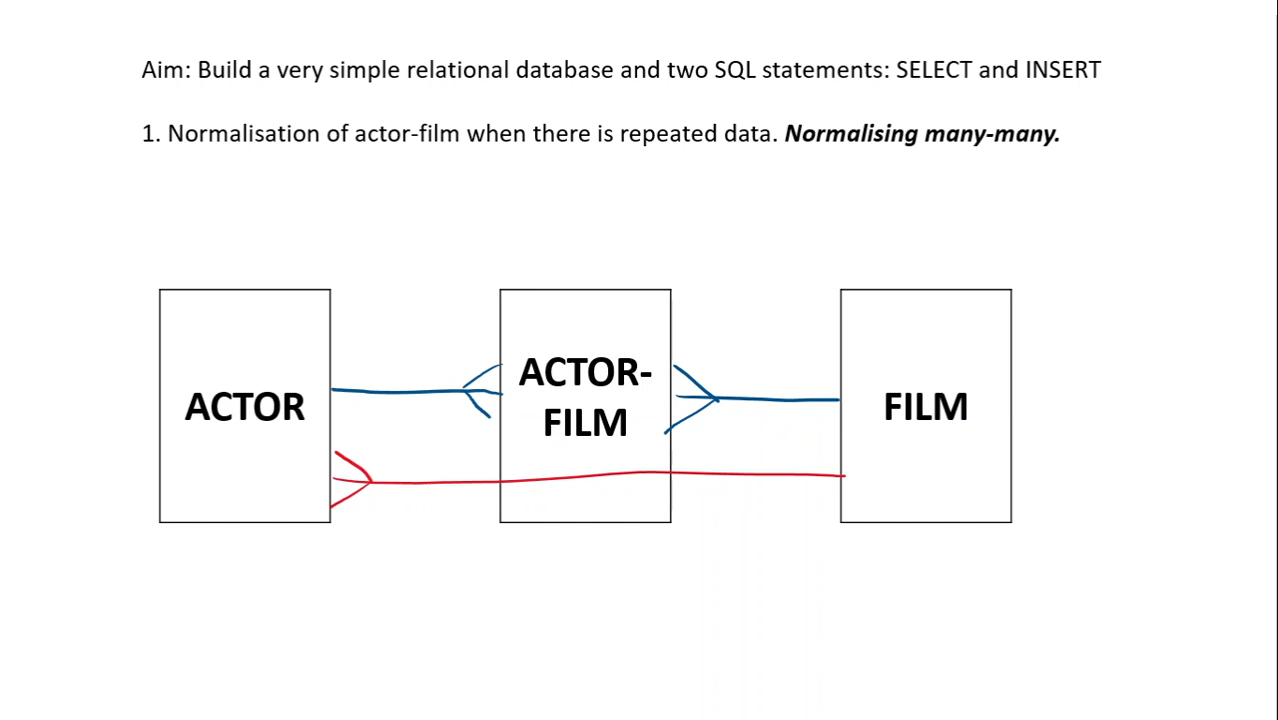 Aim: Build a very simple relational database and two SQL statements: SELECT and INSERT
1. Normalisation of actor-film when there is repeated data. Normalising many-many.
ACTOR
ACTOR-
FILM
FILM